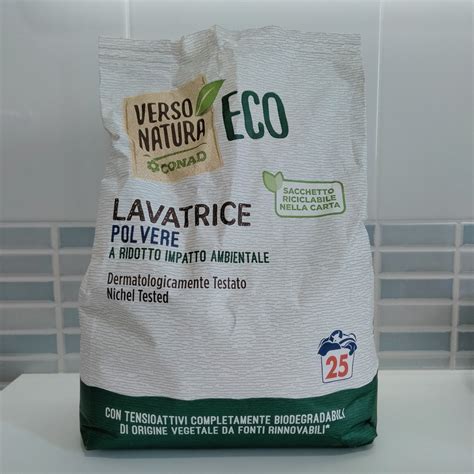 VERSO
NATURA
CONAD
ECO
SACCHETTO
RICICLABILE
NELLA CARTA
LAVATRICE
POLVERE
A RIDOTTO IMPATTO AMBIENTALE
Dermatologicamente Testato
Nichel Tested
25
CON TENSIOATTIVI COMPLETAMENTE BIODEGRADABILI
DI ORIGINE VEGETALE DA FONTI RINNOVABILI*